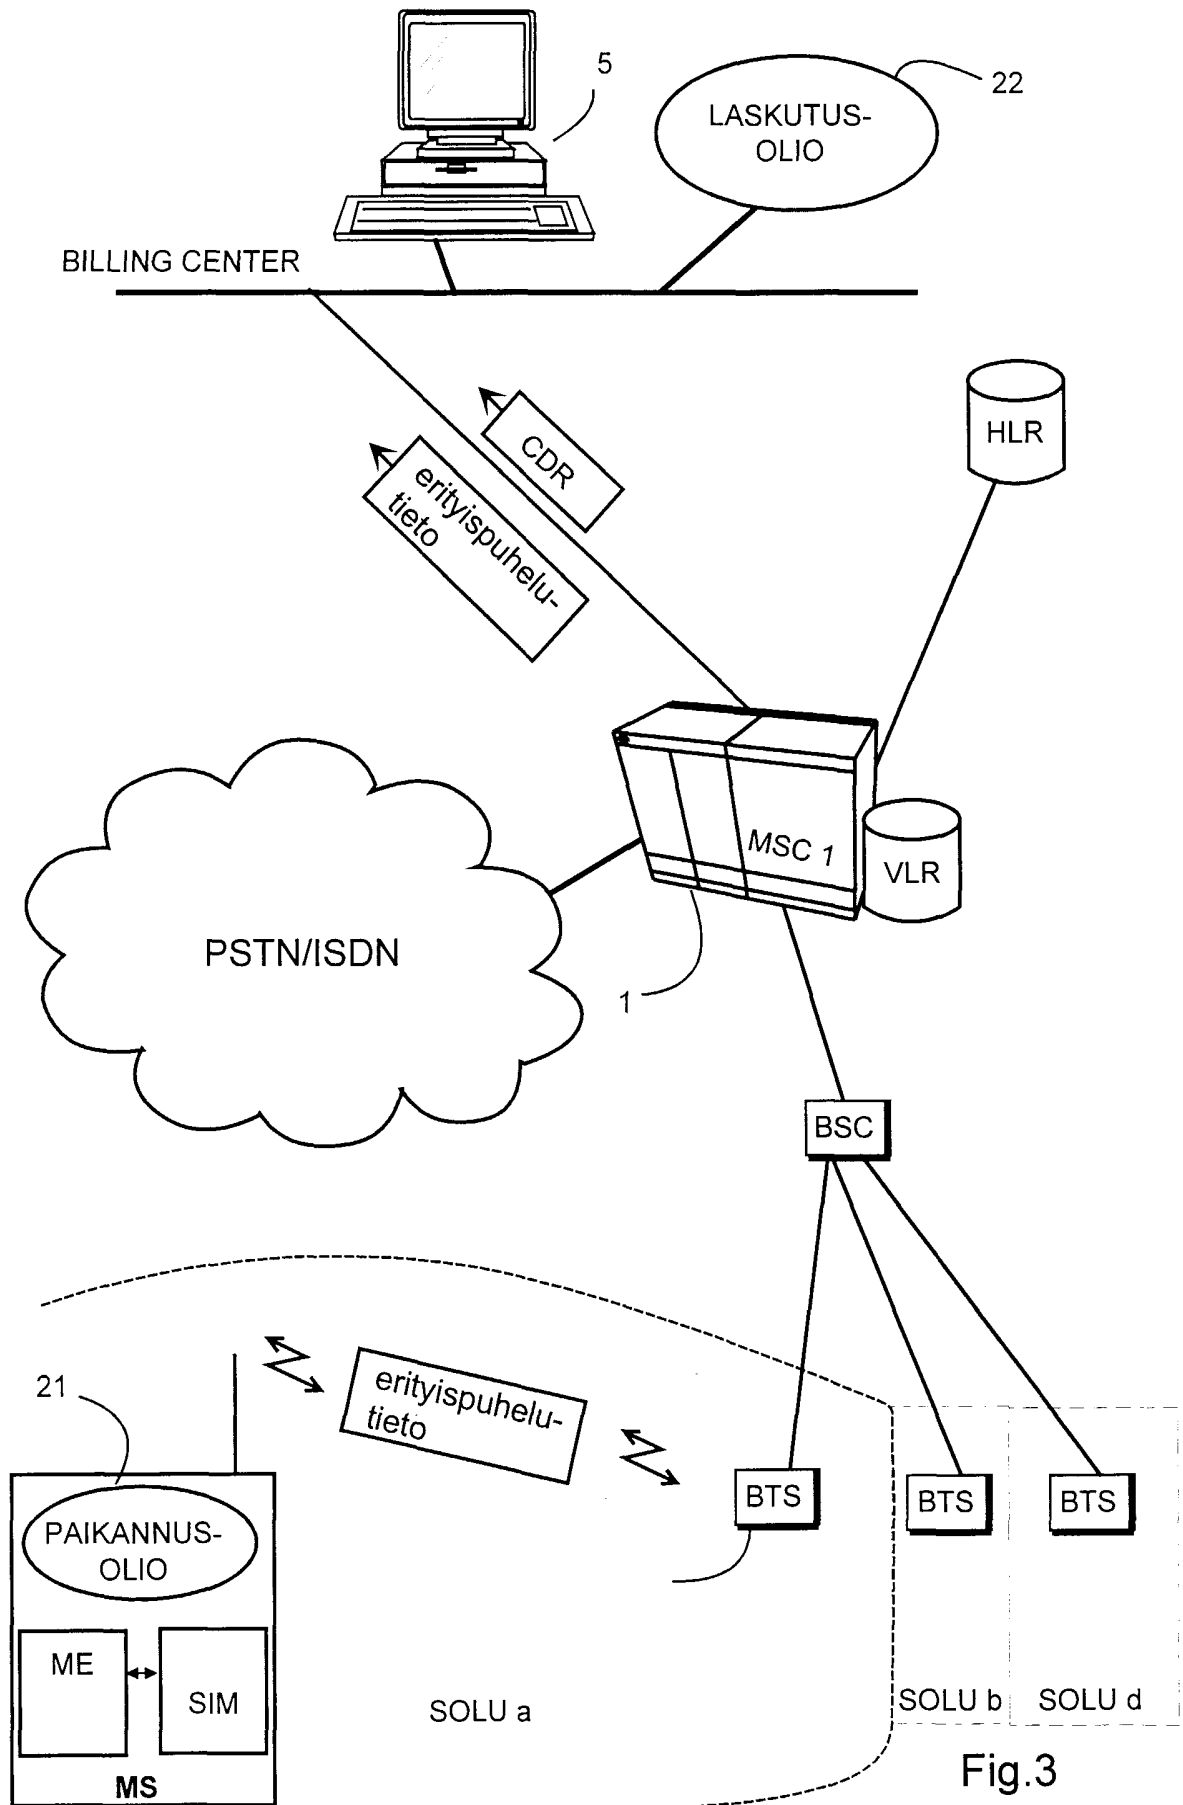 5
22
LASKUTUS-
OLIO
BILLING CENTER
CDR
erityispuhelu-
tieto
HLR
MSC 1
VLR
PSTN/ISDN
1
BSC
21
erityispuhelu-
tieto
BTS
BTS
BTS
PAIKANNUS-
OLIO
ME
SIM
MS
SOLU a
SOLU b
SOLU d
Fig.3